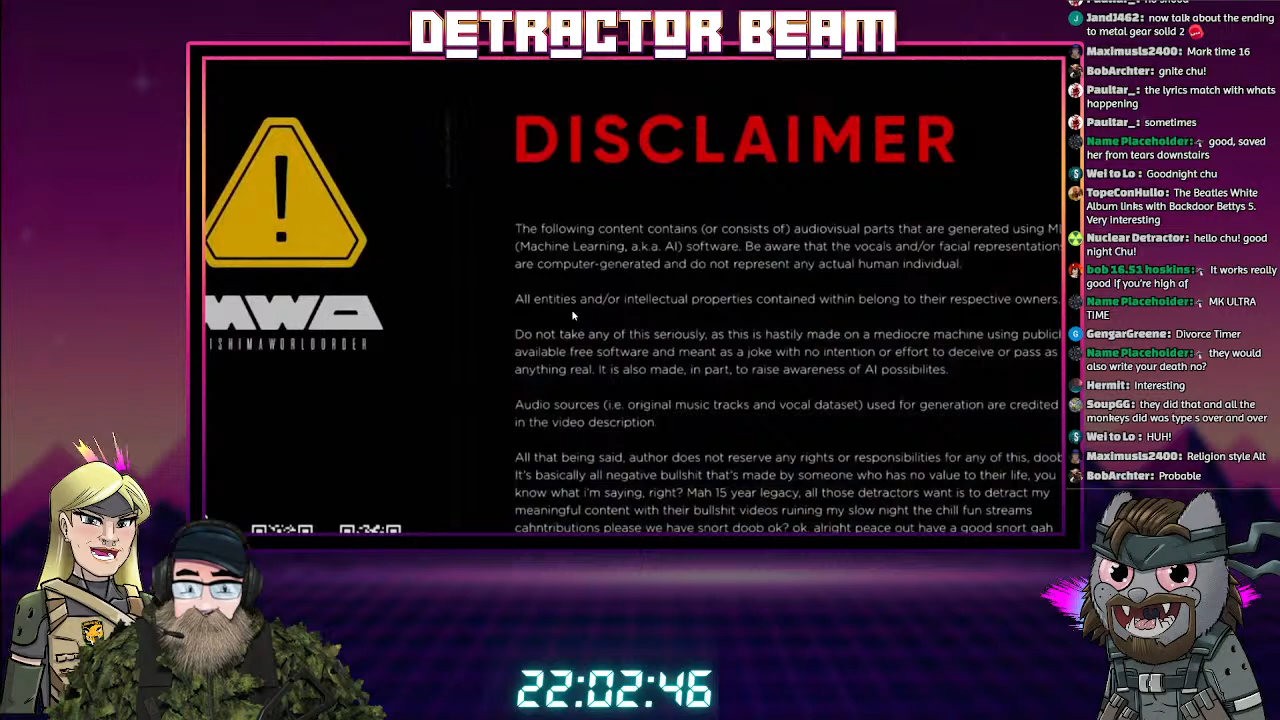 DETRACTOR BEAM
DISCLAIMER
The following content contains (or consists of) audiovisual parts that are generated using M
(Machine Learning, a.k.a. AI) software. Be aware that the vocals and/or facial representation
are computer-generated and do not represent any actual human individual.
All entities and/or intellectual properties contained within belong to their respective owners.
Do not take any of this seriously, as this is hastily made on a mediocre machine using publicl
available free software and meant as a joke with no intention or effort to deceive or pass as
anything real. It is also made, in part, to raise awareness of AI possibilites.
Audio sources (i.e. original music tracks and vocal dataset) used for generation are credited
in the video description.
All that being said, author does not reserve any rights or responsibilities for any of this, doob
It's basically all negative bullshit that's made by someone who has no value to their life, you
know what i'm saying, right? Mah 15 year legacy, all those detractors want is to detract my
meaningful content with their bullshit videos ruining my slow night the chill fun streams
cahntributions please we have snort doob ok? ok. alright peace out have a good snort gah
MWO
ISHIMAWORLDORDER
JandJ462: now talk about the ending
to metal gear solid 2
Maximusls2400: Mark time 16
BobArchter: gnite chu!
Paultar_: the lyrics match with whats
happening
Paultar_: sometimes
Name Placeholder: good, saved
her from tears downstairs
Wei to Lo: Goodnight chu
TopeConHullo: The Beatles White
Album links with Backdoor Bettys 5.
Very interesting
Nuclear Detractor: hello chu! good
night Chu!
bob 16.51 hoskins: It works really
good if you're high af
Name Placeholder: MK ULTRA
TIME
GengarGreene: Divorce Timer
Name Placeholder: they would
also write your death no?
Hermit: Interesting
SoupGG: they did that and all the
monkeys did was type s over and over
Wei to Lo: HUH!
Maximusls2400: Religion style Alt
BobArchter: Probable
22:02:46